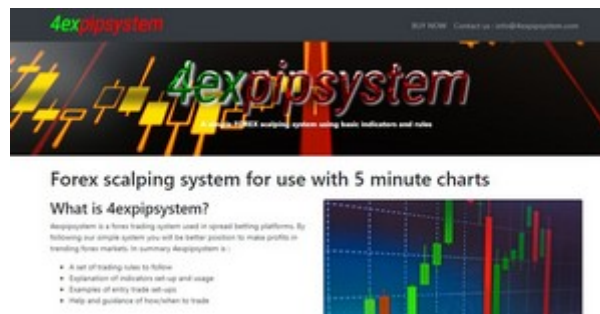 4expipsystem
BUY NOW Contact us : info@4expipsystem.com
4expipsystem
A simple FOREX scalping system using basic indicators and rules
Forex scalping system for use with 5 minute charts
What is 4expipsystem?
4expipsystem is a forex trading system used in spread betting platforms. By
following our simple system you will be better position to make profits in
trending forex markets. In summary 4expipsystem is :
A set of trading rules to follow
Explanation of indicators set-up and usage
Examples of entry trade set-ups
Help and guidance of how/when to trade